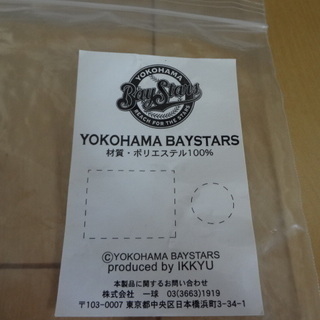 YOKOHAMA
BayStars
REACH FOR THE STARS
YOKOHAMA BAYSTARS
材質・ポリエステル100%
©YOKOHAMA BAYSTARS
produced by IKKYU
本製品に関するお問い合わせ
株式会社 一球 03(3663)1919
〒103-0007 東京都中央区日本橋浜町3-34-1